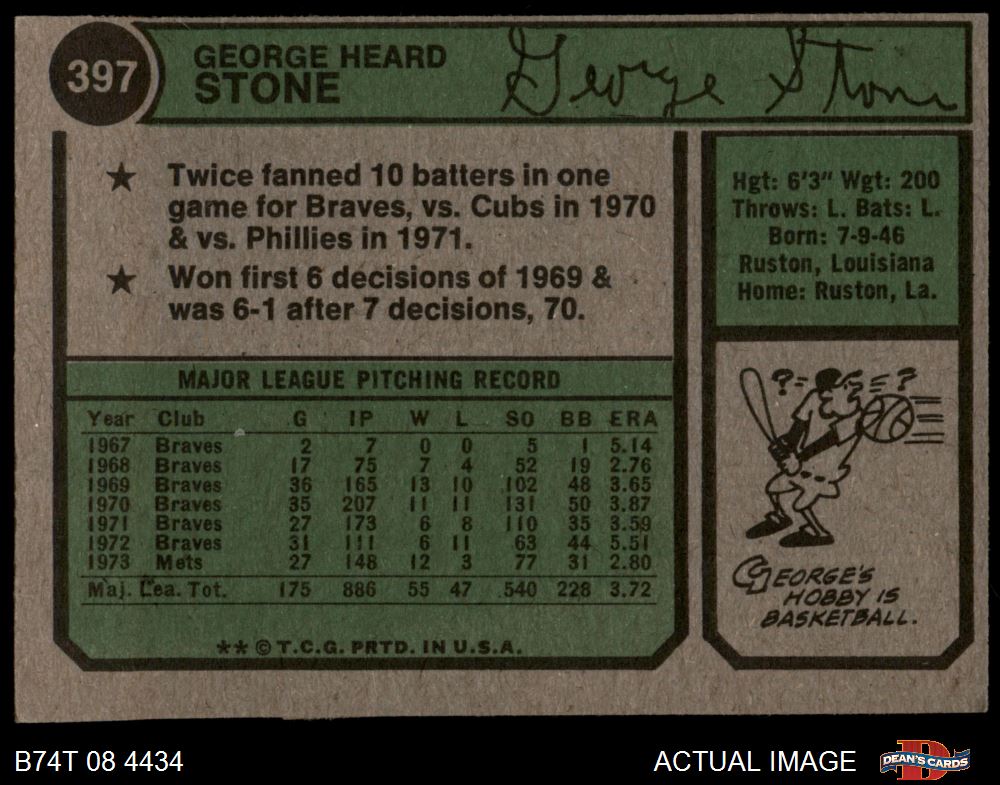 397
GEORGE HEARD
STONE
George Stone
★ Twice fanned 10 batters in one
game for Braves, vs. Cubs in 1970
& vs. Phillies in 1971.
★ Won first 6 decisions of 1969 &
was 6-1 after 7 decisions, 70.
MAJOR LEAGUE PITCHING RECORD
Year Club G IP W L SO BB ERA
1967 Braves 2 7 0 0 5 1 5.14
1968 Braves 17 75 7 4 52 19 2.76
1969 Braves 36 165 13 10 102 48 3.65
1970 Braves 35 207 11 11 131 50 3.87
1971 Braves 27 173 6 8 110 35 3.59
1972 Braves 31 111 6 11 63 44 5.51
1973 Mets 27 148 12 3 77 31 2.80
Maj. Lea. Tot. 175 886 55 47 540 228 3.72
** © T.C.G. PRTD. IN U.S.A.
Hgt: 6'3" Wgt: 200
Throws: L. Bats: L.
Born: 7-9-46
Ruston, Louisiana
Home: Ruston, La.
? ?
GEORGE'S
HOBBY IS
BASKETBALL.
B74T 08 4434
ACTUAL IMAGE
DEAN'S CARDS